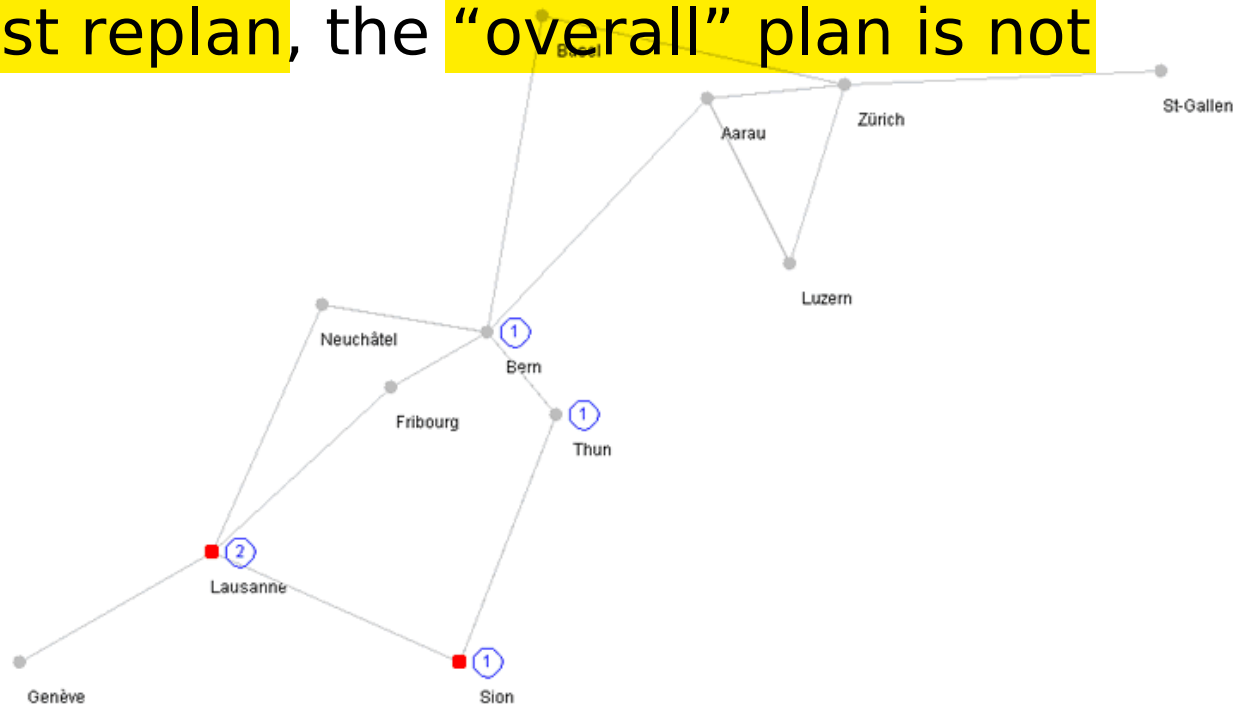 st replan, the “overall” plan is not
Basel
St-Gallen
Zürich
Aarau
Luzern
Neuchâtel
1
Bern
Fribourg
1
Thun
2
Lausanne
1
Genève
Sion